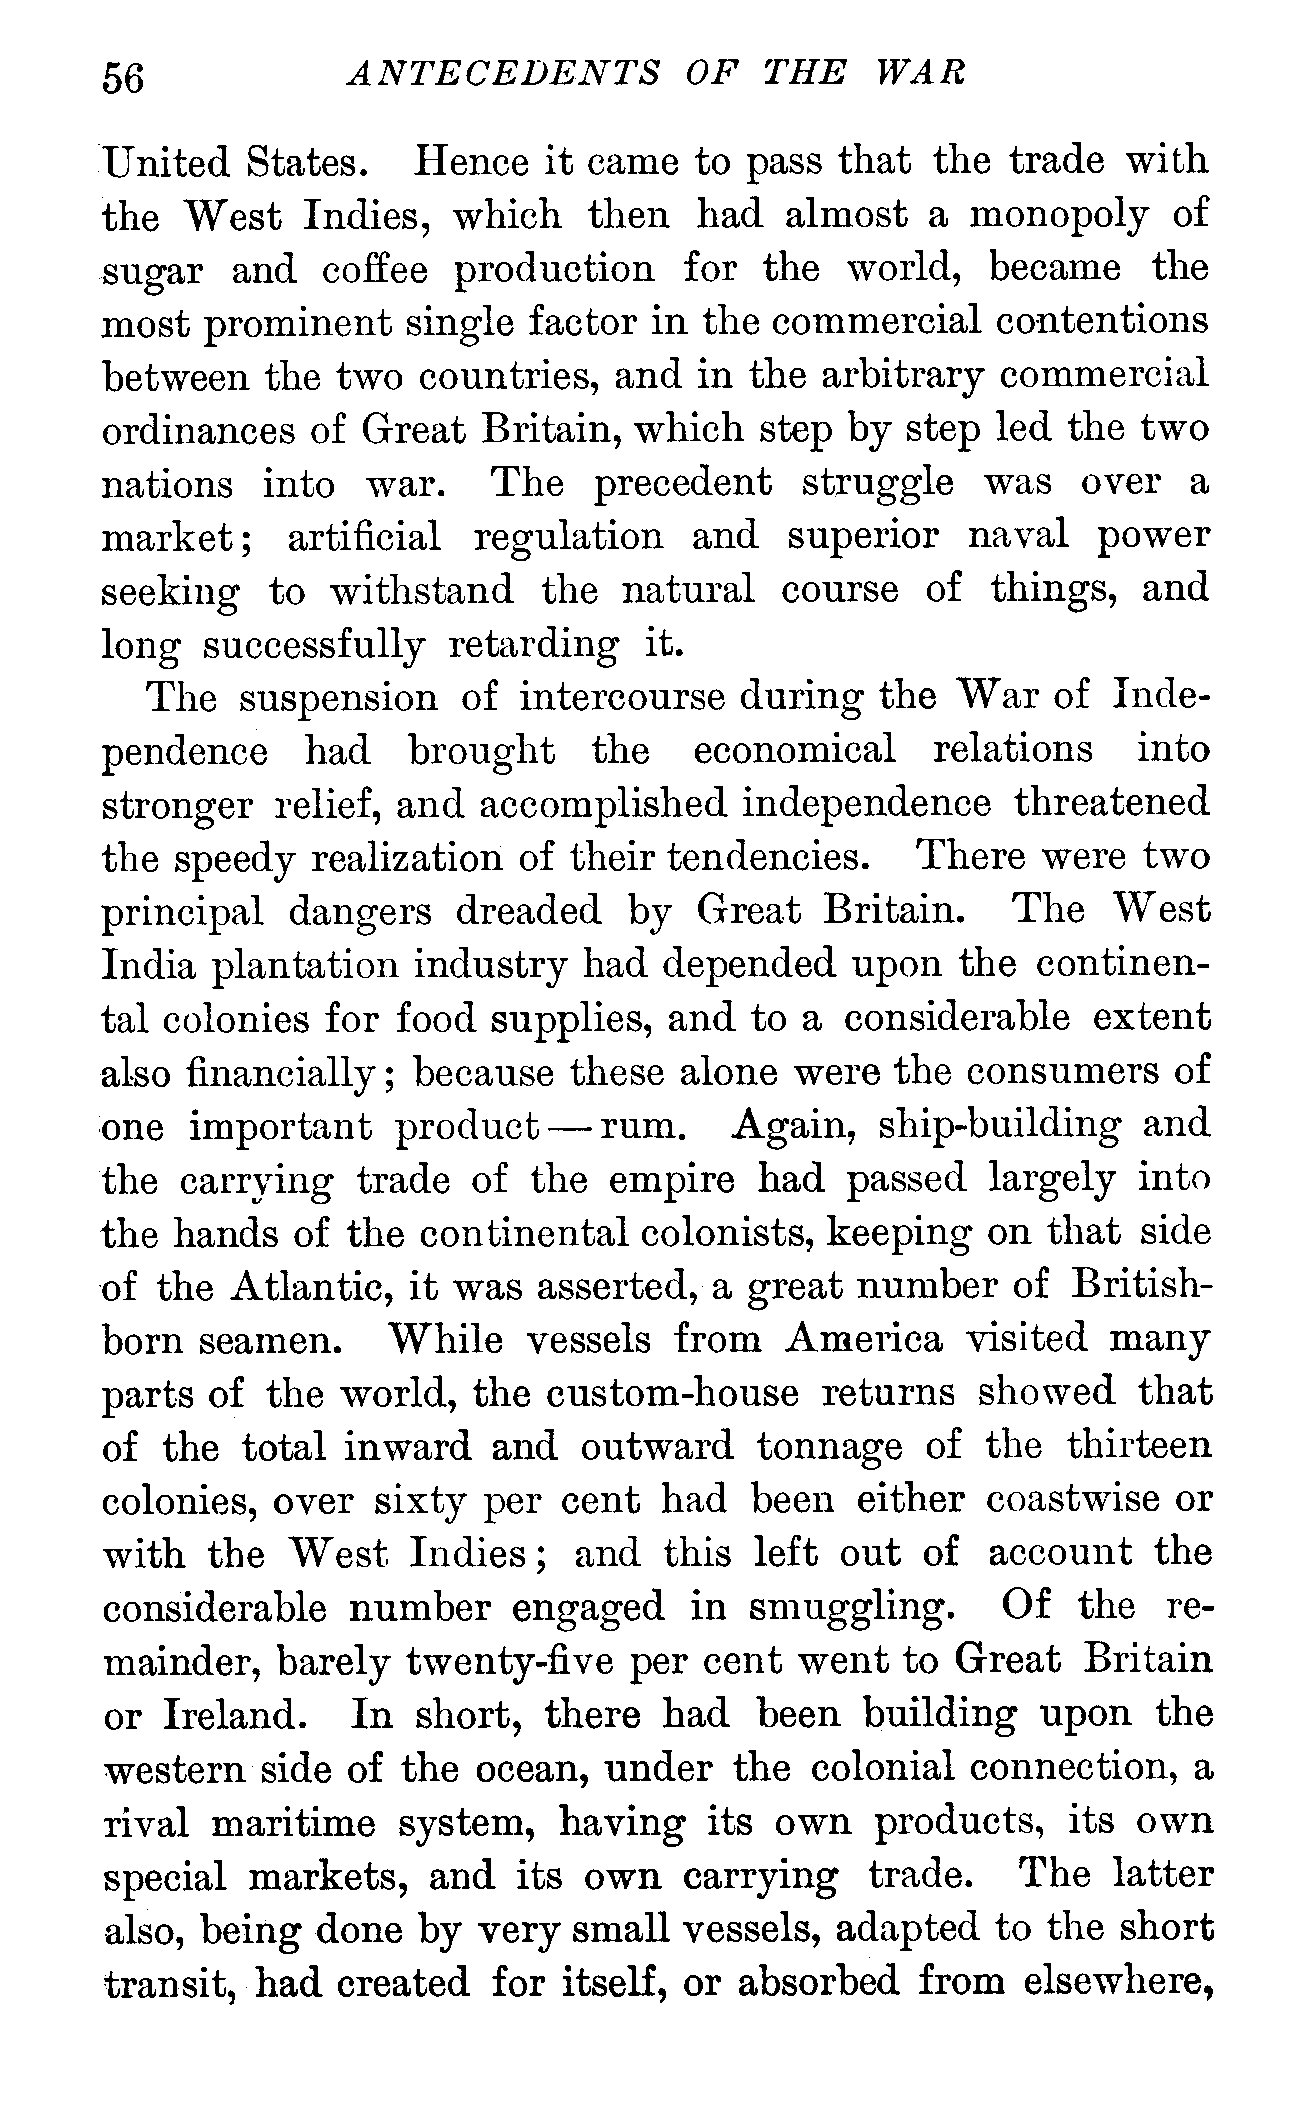 56 ANTECEDENTS OF THE WAR
United States. Hence it came to pass that the trade with
the West Indies, which then had almost a monopoly of
sugar and coffee production for the world, became the
most prominent single factor in the commercial contentions
between the two countries, and in the arbitrary commercial
ordinances of Great Britain, which step by step led the two
nations into war. The precedent struggle was over a
market; artificial regulation and superior naval power
seeking to withstand the natural course of things, and
long successfully retarding it.
The suspension of intercourse during the War of Inde-
pendence had brought the economical relations into
stronger relief, and accomplished independence threatened
the speedy realization of their tendencies. There were two
principal dangers dreaded by Great Britain. The West
India plantation industry had depended upon the continen-
tal colonies for food supplies, and to a considerable extent
also financially; because these alone were the consumers of
one important product — rum. Again, ship-building and
the carrying trade of the empire had passed largely into
the hands of the continental colonists, keeping on that side
of the Atlantic, it was asserted, a great number of British-
born seamen. While vessels from America visited many
parts of the world, the custom-house returns showed that
of the total inward and outward tonnage of the thirteen
colonies, over sixty per cent had been either coastwise or
with the West Indies; and this left out of account the
considerable number engaged in smuggling. Of the re-
mainder, barely twenty-five per cent went to Great Britain
or Ireland. In short, there had been building upon the
western side of the ocean, under the colonial connection, a
rival maritime system, having its own products, its own
special markets, and its own carrying trade. The latter
also, being done by very small vessels, adapted to the short
transit, had created for itself, or absorbed from elsewhere,